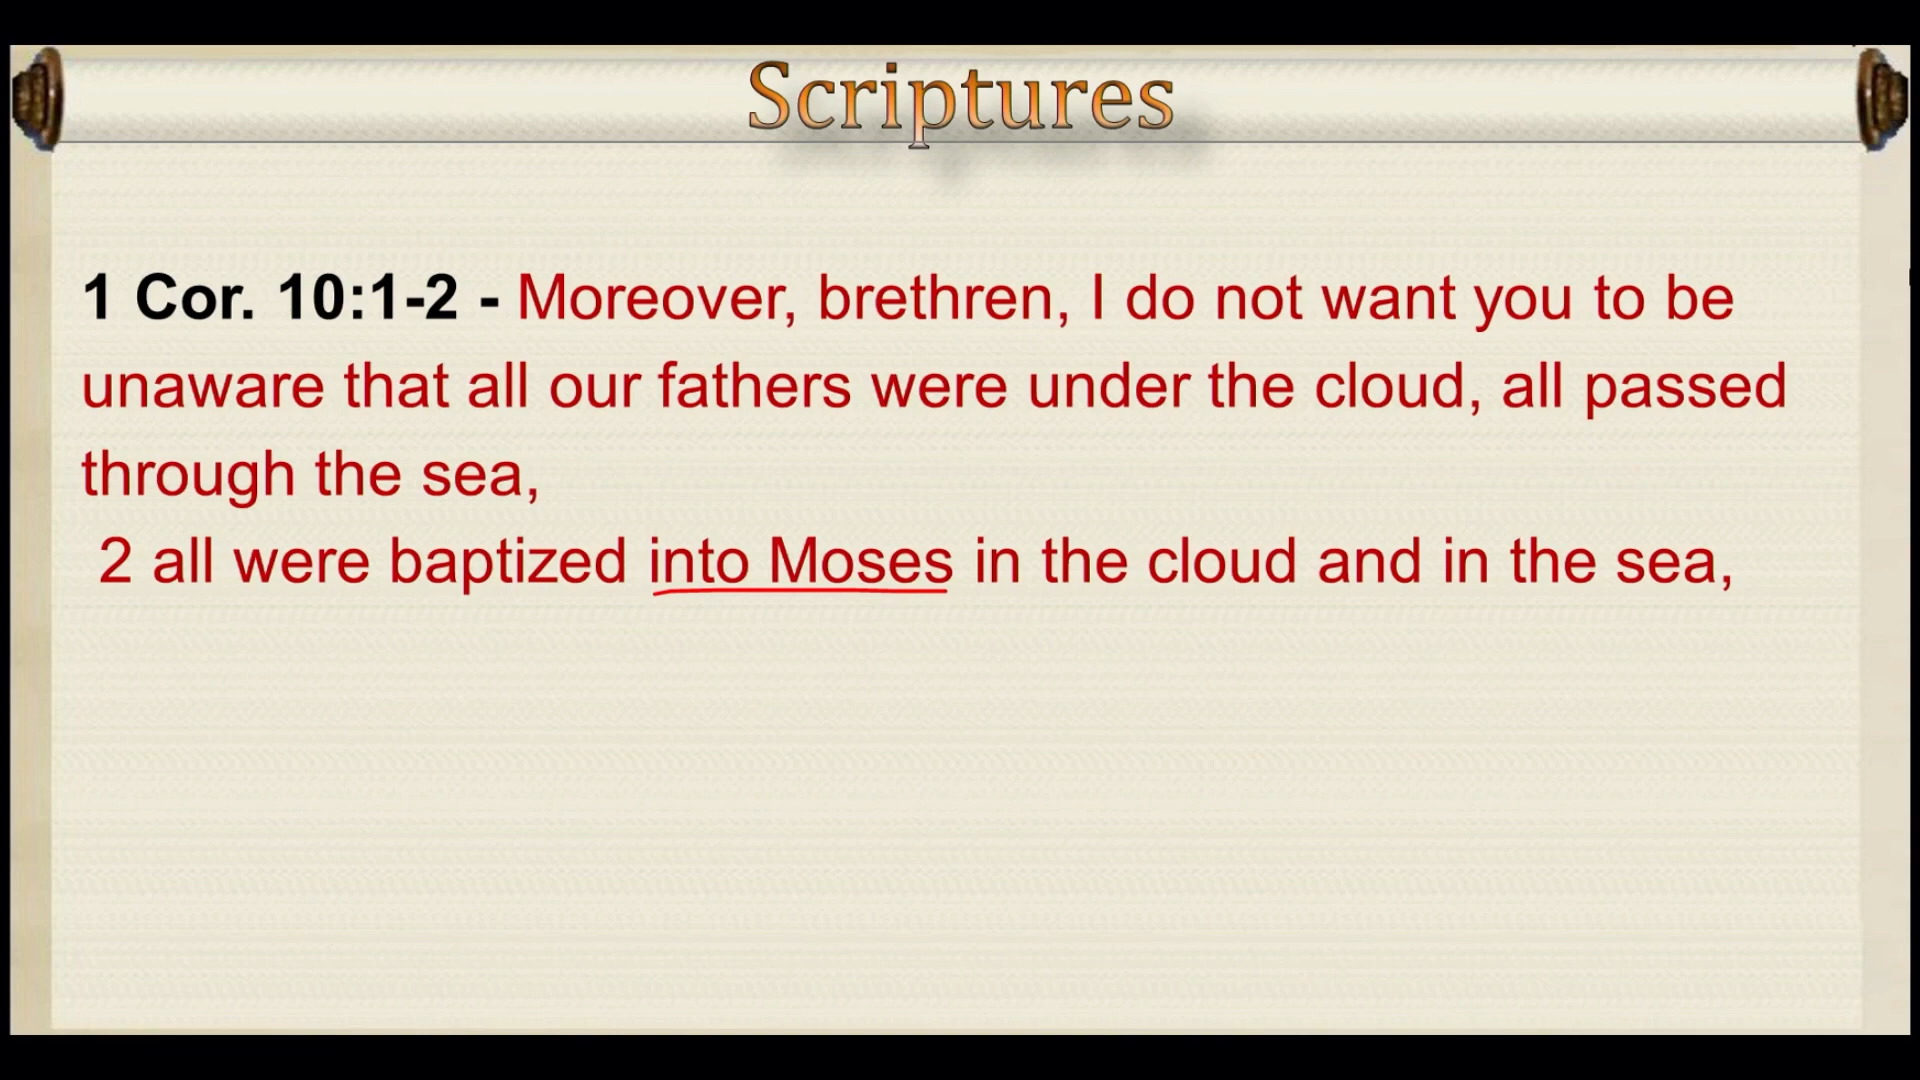 Scriptures
1 Cor. 10:1-2 - Moreover, brethren, I do not want you to be
unaware that all our fathers were under the cloud, all passed
through the sea,
2 all were baptized into Moses in the cloud and in the sea,